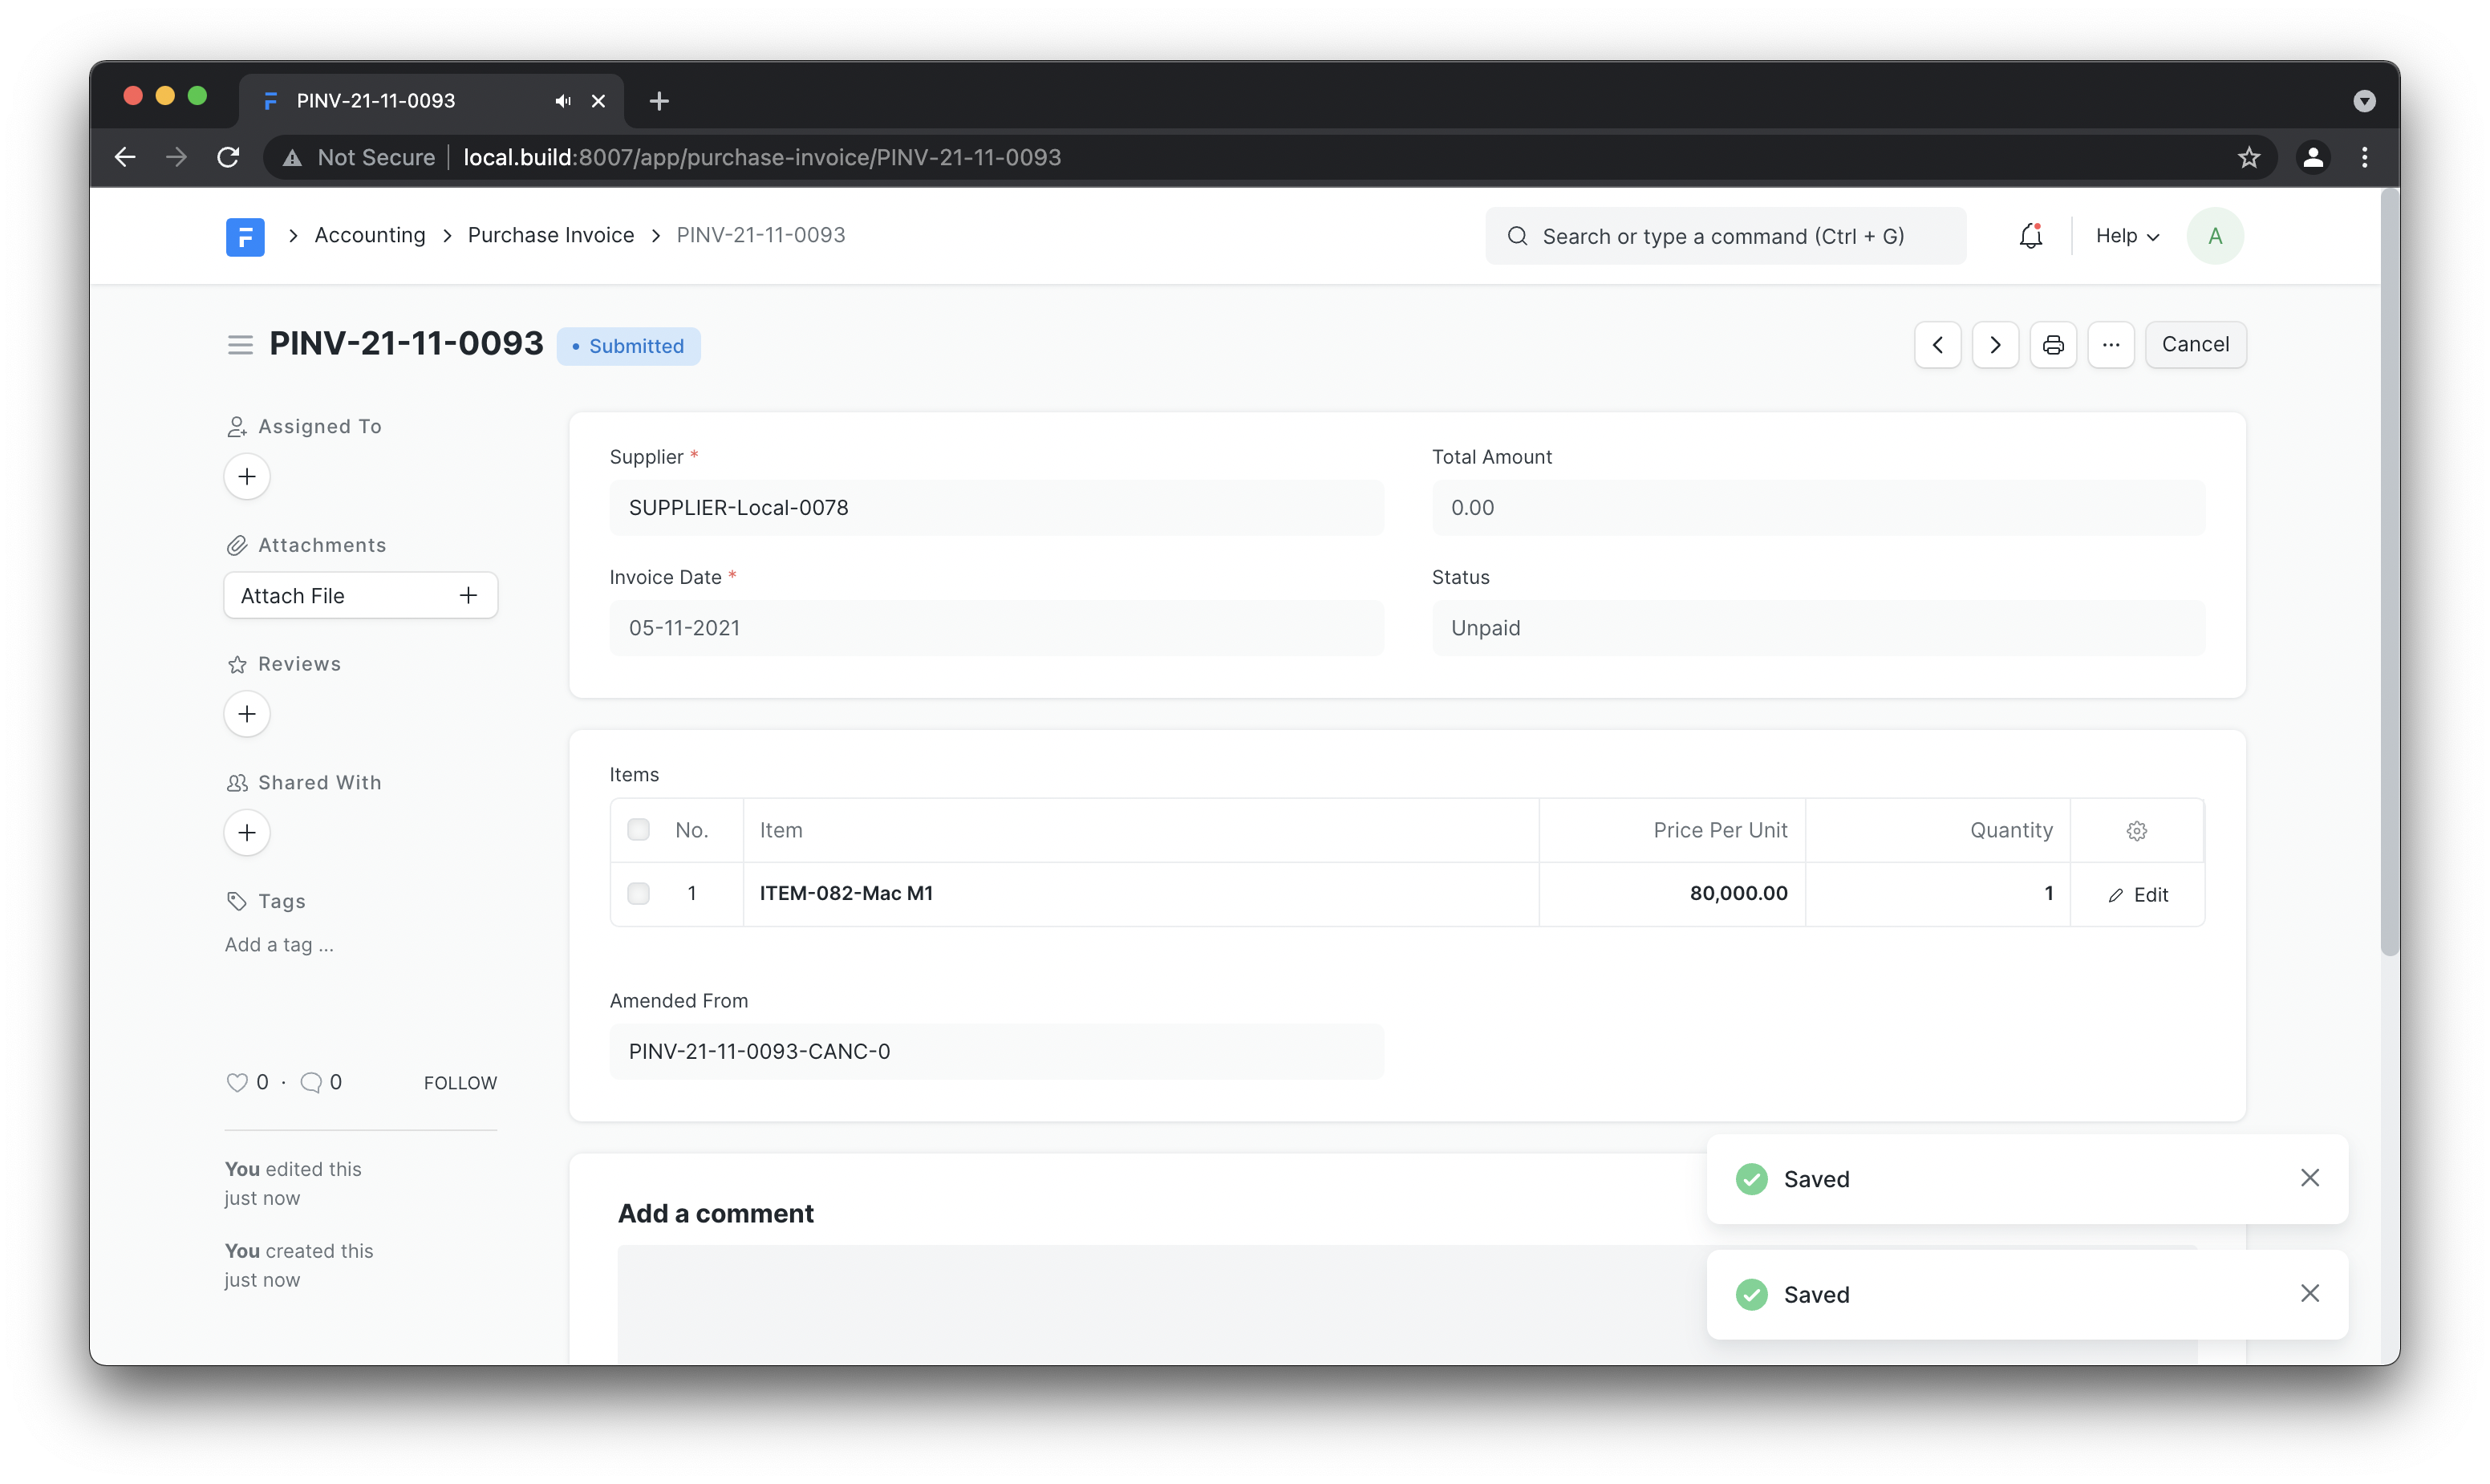 PINV-21-11-0093
Not Secure local.build:8007/app/purchase-invoice/PINV-21-11-0093
Accounting Purchase Invoice PINV-21-11-0093
Search or type a command (Ctrl + G)
Help
A
PINV-21-11-0093
Submitted
Cancel
Assigned To
Attachments
Attach File
Reviews
Shared With
Tags
Add a tag ...
0 · 0 FOLLOW
You edited this
just now
You created this
just now
Supplier *
SUPPLIER-Local-0078
Total Amount
0.00
Invoice Date *
05-11-2021
Status
Unpaid
Items
No. Item Price Per Unit Quantity
1 ITEM-082-Mac M1 80,000.00 1 Edit
Amended From
PINV-21-11-0093-CANC-0
Add a comment
Saved
Saved